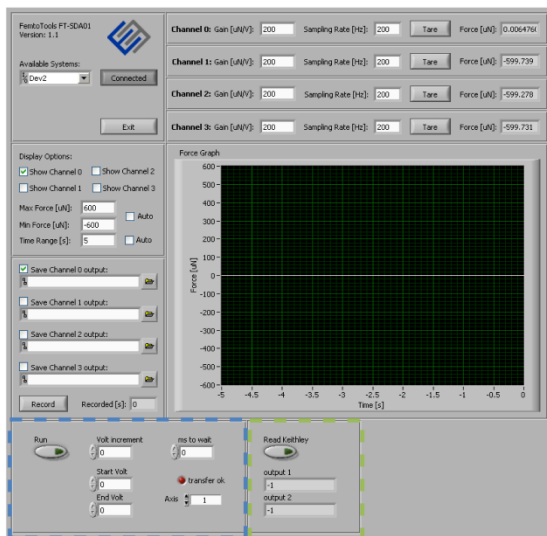 FemtoTools FT-SDA01
Version: 1.1
Available Systems:
Dev2
Connected
Exit
Channel 0: Gain [uN/V]: 200 Sampling Rate [Hz]: 200 Tare Force [uN]: 0.006476
Channel 1: Gain [uN/V]: 200 Sampling Rate [Hz]: 200 Tare Force [uN]: -599.739
Channel 2: Gain [uN/V]: 200 Sampling Rate [Hz]: 200 Tare Force [uN]: -599.278
Channel 3: Gain [uN/V]: 200 Sampling Rate [Hz]: 200 Tare Force [uN]: -599.731
Display Options:
Show Channel 0 Show Channel 2
Show Channel 1 Show Channel 3
Max Force [uN]: 600
Auto
Min Force [uN]: -600
Time Range [s]: 5 Auto
Save Channel 0 output:
Save Channel 1 output:
Save Channel 2 output:
Save Channel 3 output:
Record Recorded [s]: 0
Force Graph
Force [uN]
600
500
400
300
200
100
0
-100
-200
-300
-400
-500
-600
-5 -4.5 -4 -3.5 -3 -2.5 -2 -1.5 -1 -0.5 0
Time [s]
Run
Volt increment
0
ms to wait
0
Start Volt
0
transfer ok
End Volt
0
Axis 1
Read Keithley
output 1
-1
output 2
-1